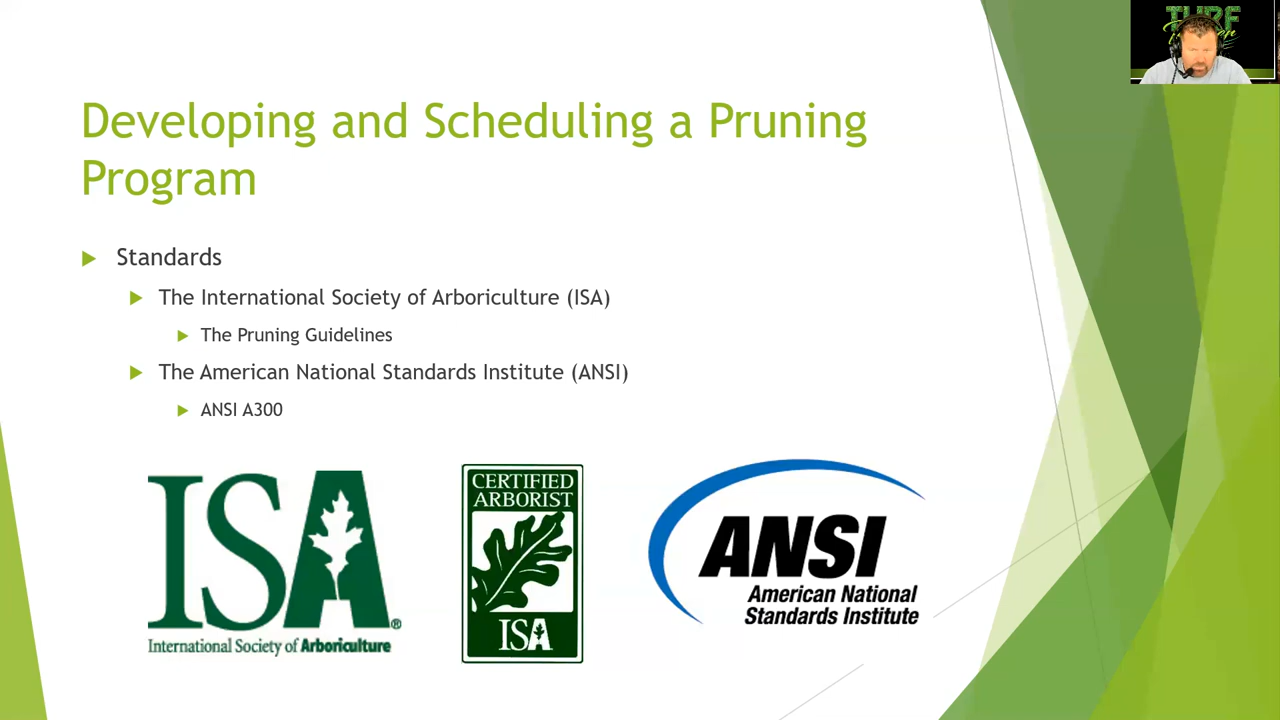 TURF
Developing and Scheduling a Pruning
Program
Standards
The International Society of Arboriculture (ISA)
The Pruning Guidelines
The American National Standards Institute (ANSI)
ANSI A300
ISA®
International Society of Arboriculture
CERTIFIED
ARBORIST
ISA
ANSI
American National
Standards Institute